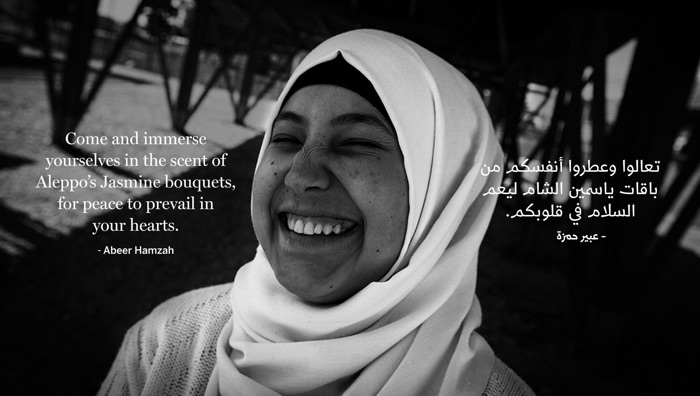 Come and immerse
yourselves in the scent of
Aleppo's Jasmine bouquets,
for peace to prevail in
your hearts.
- Abeer Hamzah
تعالوا وعطروا أنفسكم من
باقات ياسمين الشام ليعم
السلام في قلوبكم.
- عبير حمزة